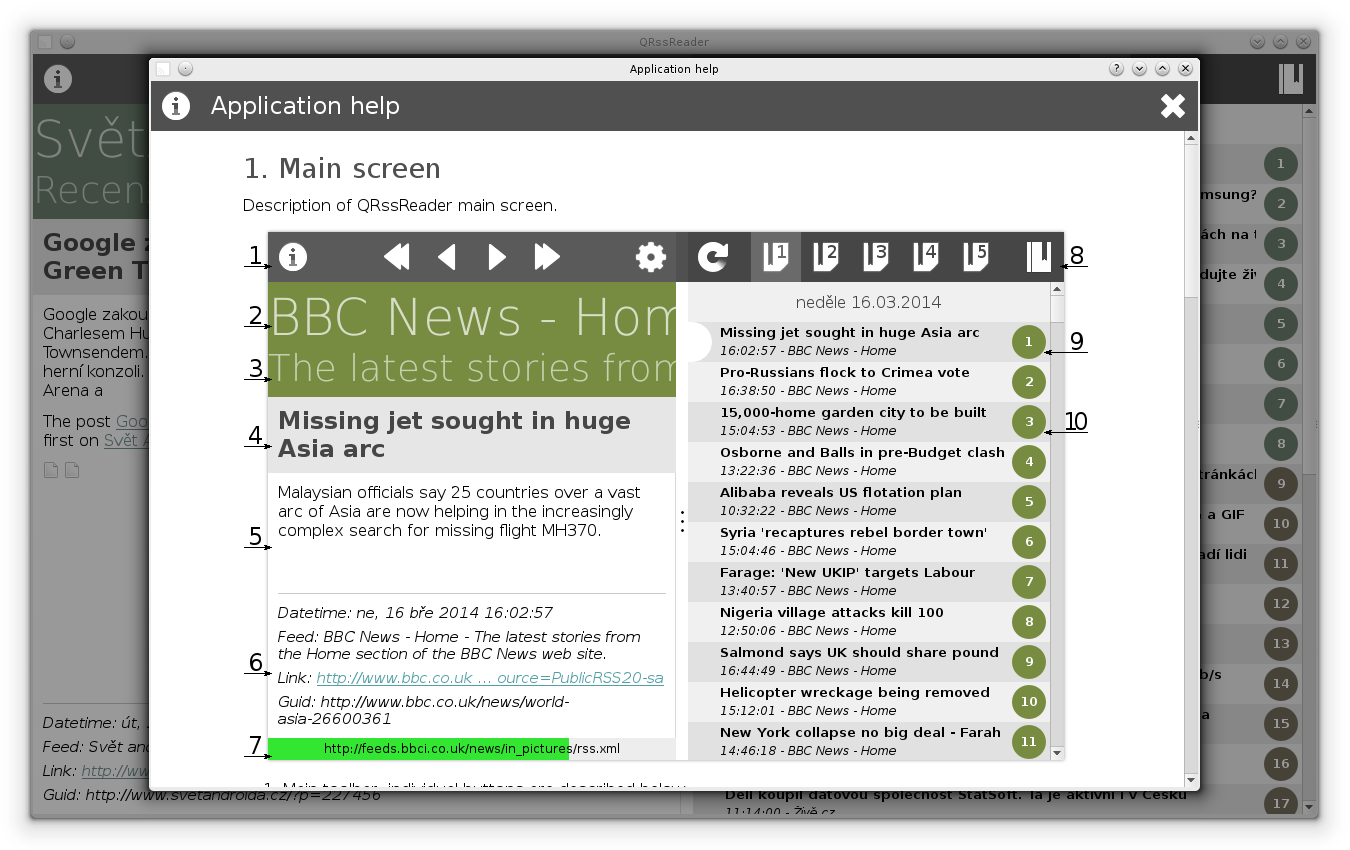 QRssReader
Application help
Application help
1. Main screen
Description of QRssReader main screen.
1
1 2 3 4 5
8
2
BBC News - Hom
3
The latest stories from
4
Missing jet sought in huge
Asia arc
5
Malaysian officials say 25 countries over a vast
arc of Asia are now helping in the increasingly
complex search for missing flight MH370.
6
Datetime: ne, 16 bře 2014 16:02:57
Feed: BBC News - Home - The latest stories from
the Home section of the BBC News web site.
Link: http://www.bbc.co.uk ... ource=PublicRSS20-sa
Guid: http://www.bbc.co.uk/news/world-
asia-26600361
7
http://feeds.bbci.co.uk/news/in_pictures/rss.xml
neděle 16.03.2014
Missing jet sought in huge Asia arc
16:02:57 - BBC News - Home
1
9
Pro-Russians flock to Crimea vote
16:38:50 - BBC News - Home
2
15,000-home garden city to be built
15:04:53 - BBC News - Home
3
10
Osborne and Balls in pre-Budget clash
13:22:36 - BBC News - Home
4
Alibaba reveals US flotation plan
10:32:22 - BBC News - Home
5
Syria 'recaptures rebel border town'
15:04:46 - BBC News - Home
6
Farage: 'New UKIP' targets Labour
13:40:57 - BBC News - Home
7
Nigeria village attacks kill 100
12:50:06 - BBC News - Home
8
Salmond says UK should share pound
16:44:49 - BBC News - Home
9
Helicopter wreckage being removed
15:12:01 - BBC News - Home
10
New York collapse no big deal - Farah
14:46:18 - BBC News - Home
11
1. Main toolbar, individual buttons are described below
Svět
Recen
Google z
Green T
Google zakou
Charlesem Hu
Townsendem.
herní konzoli.
Arena a
The post Goo
first on Svět A
Datetime: út,
Feed: Svět and
Link: http://ww
Guid: http://www.svetandroida.cz/?p=227456
1
msung?
2
ách na t
3
dujte živ
4
5
6
7
8
tránkách
9
a GIF
10
adí lidí
11
12
13
b/s
14
a
15
16
Dell koupil datovou společnost StatSoft. Ta je aktivní i v Česku
11:14:00 - Živě.cz
17